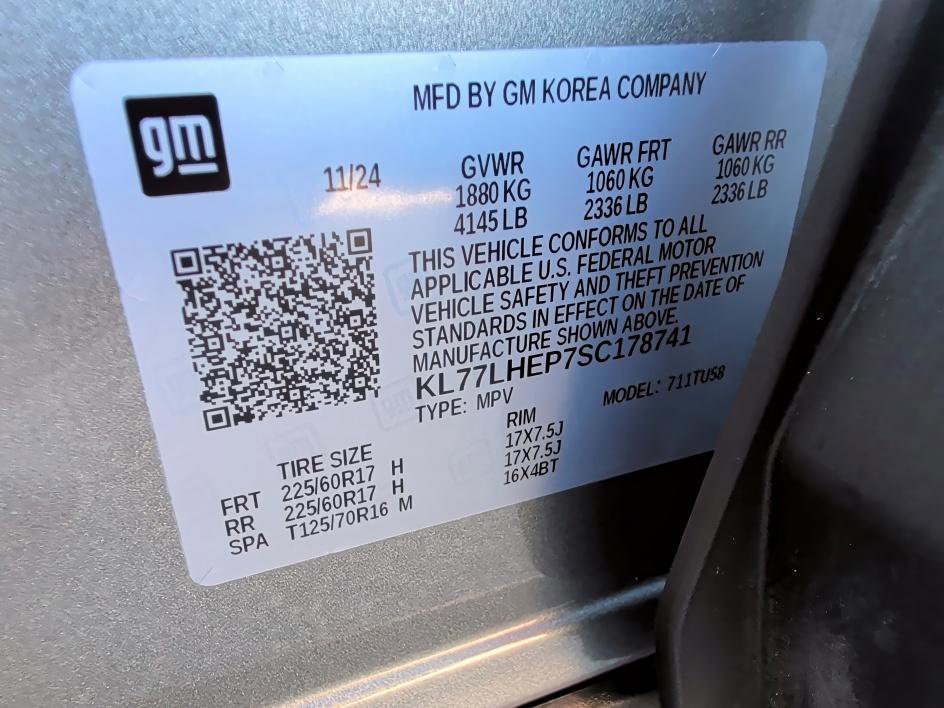 MFD BY GM KOREA COMPANY
gm
11/24
GVWR GAWR FRT GAWR RR
1880 KG 1060 KG 1060 KG
4145 LB 2336 LB 2336 LB
THIS VEHICLE CONFORMS TO ALL
APPLICABLE U.S. FEDERAL MOTOR
VEHICLE SAFETY AND THEFT PREVENTION
STANDARDS IN EFFECT ON THE DATE OF
MANUFACTURE SHOWN ABOVE.
KL77LHEP7SC178741
TYPE: MPV MODEL: 711TU58
TIRE SIZE RIM
FRT 225/60R17 H 17X7.5J
RR 225/60R17 H 17X7.5J
SPA T125/70R16 M 16X4BT